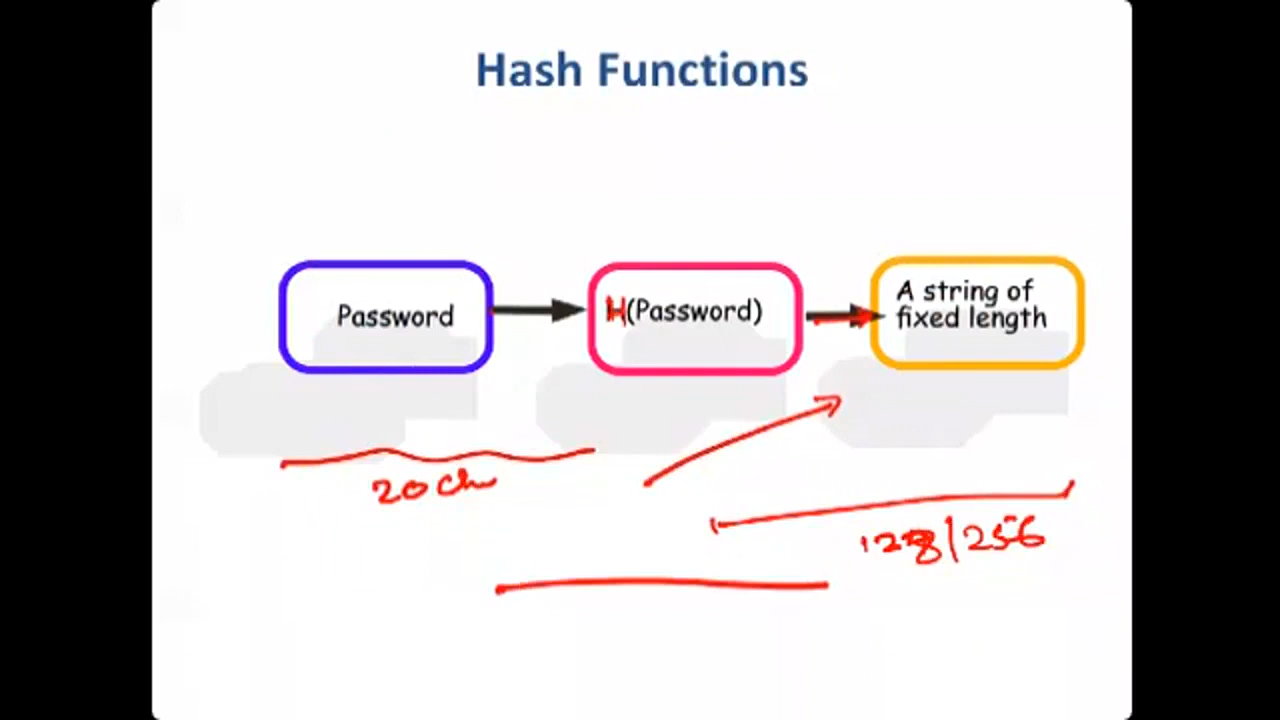 Hash Functions
Password
H(Password)
A string of
fixed length
20 ch
128/256